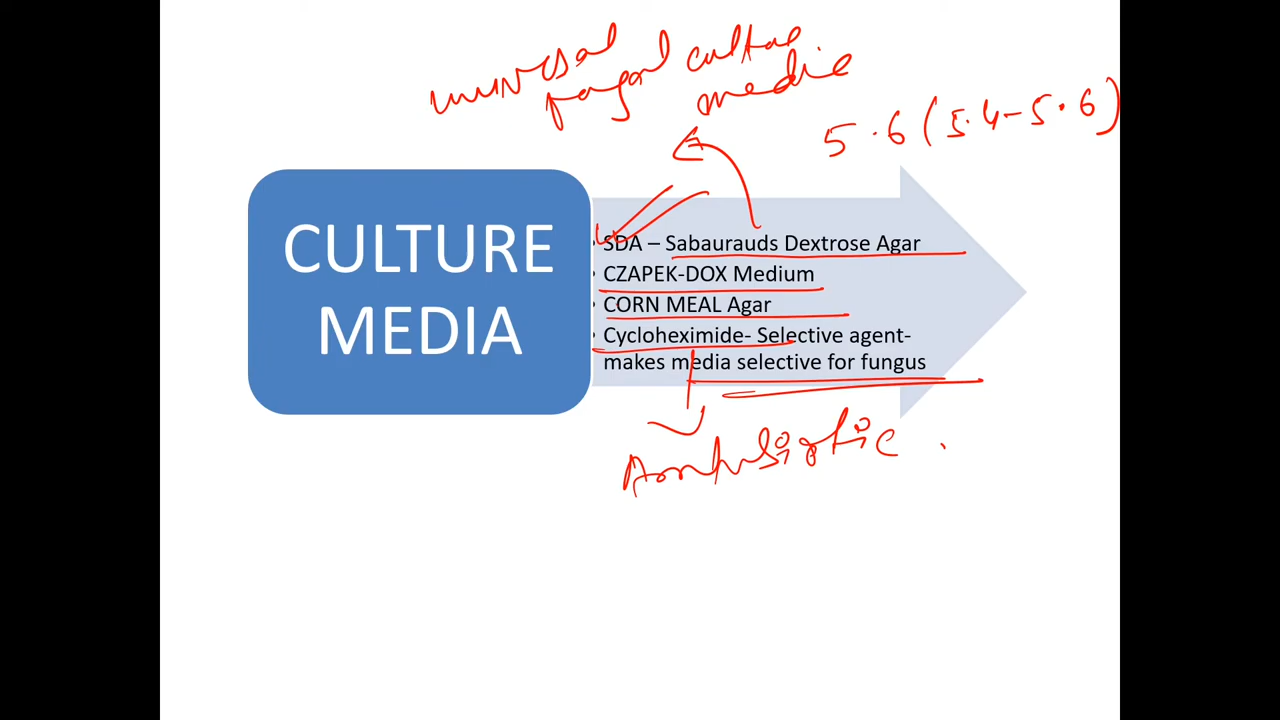 universal
fungal culture
media
5.6 (5.4-5.6)
CULTURE
MEDIA
• SDA – Sabaurauds Dextrose Agar
• CZAPEK-DOX Medium
• CORN MEAL Agar
• Cycloheximide- Selective agent-
makes media selective for fungus
Antibiotic